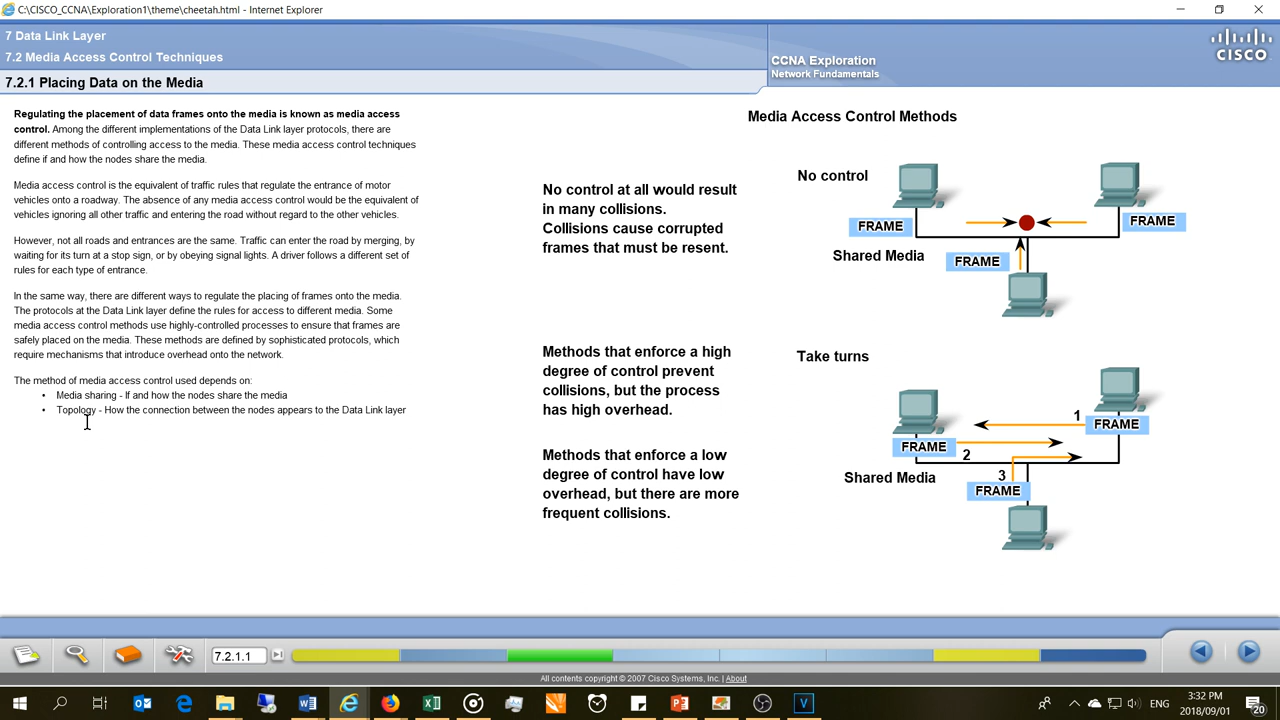 C:\CISCO_CCNA\Exploration1\theme\cheetah.html - Internet Explorer
7 Data Link Layer
7.2 Media Access Control Techniques
7.2.1 Placing Data on the Media
CCNA Exploration
Network Fundamentals
CISCO
Regulating the placement of data frames onto the media is known as media access
control. Among the different implementations of the Data Link layer protocols, there are
different methods of controlling access to the media. These media access control techniques
define if and how the nodes share the media.
Media access control is the equivalent of traffic rules that regulate the entrance of motor
vehicles onto a roadway. The absence of any media access control would be the equivalent of
vehicles ignoring all other traffic and entering the road without regard to the other vehicles.
However, not all roads and entrances are the same. Traffic can enter the road by merging, by
waiting for its turn at a stop sign, or by obeying signal lights. A driver follows a different set of
rules for each type of entrance.
In the same way, there are different ways to regulate the placing of frames onto the media.
The protocols at the Data Link layer define the rules for access to different media. Some
media access control methods use highly-controlled processes to ensure that frames are
safely placed on the media. These methods are defined by sophisticated protocols, which
require mechanisms that introduce overhead onto the network.
The method of media access control used depends on:
• Media sharing - If and how the nodes share the media
• Topology - How the connection between the nodes appears to the Data Link layer
Media Access Control Methods
No control at all would result
in many collisions.
Collisions cause corrupted
frames that must be resent.
No control
FRAME
FRAME
Shared Media
FRAME
Methods that enforce a high
degree of control prevent
collisions, but the process
has high overhead.
Methods that enforce a low
degree of control have low
overhead, but there are more
frequent collisions.
Take turns
1
FRAME
FRAME
2
Shared Media
3
FRAME
7.2.1.1
All contents copyright © 2007 Cisco Systems, Inc. | About
ENG
3:32 PM
2018/09/01
20